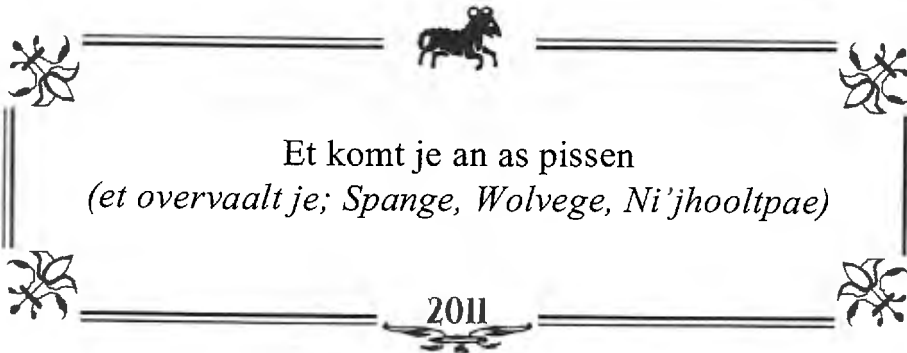 Et komt je an as pissen
(et overvaalt je; Spange, Wolvege, Ni'jhooltpae)
2011